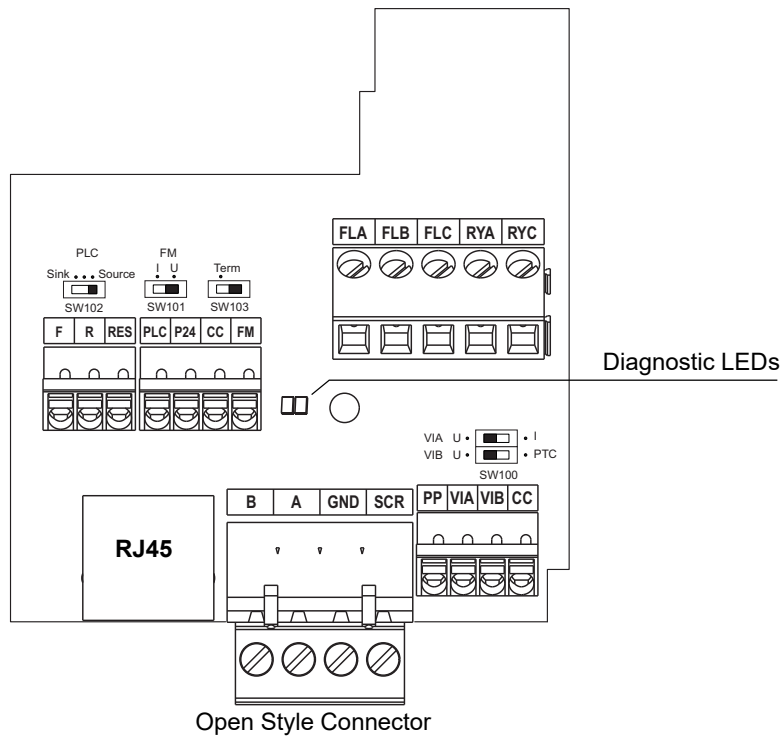 FLA FLB FLC RYA RYC
PLC FM
Sink Source I U Term
SW102 SW101 SW103
F R RES PLC P24 CC FM
Diagnostic LEDs
VIA U I
VIB U PTC
SW100
PP VIA VIB CC
B A GND SCR
RJ45
Open Style Connector